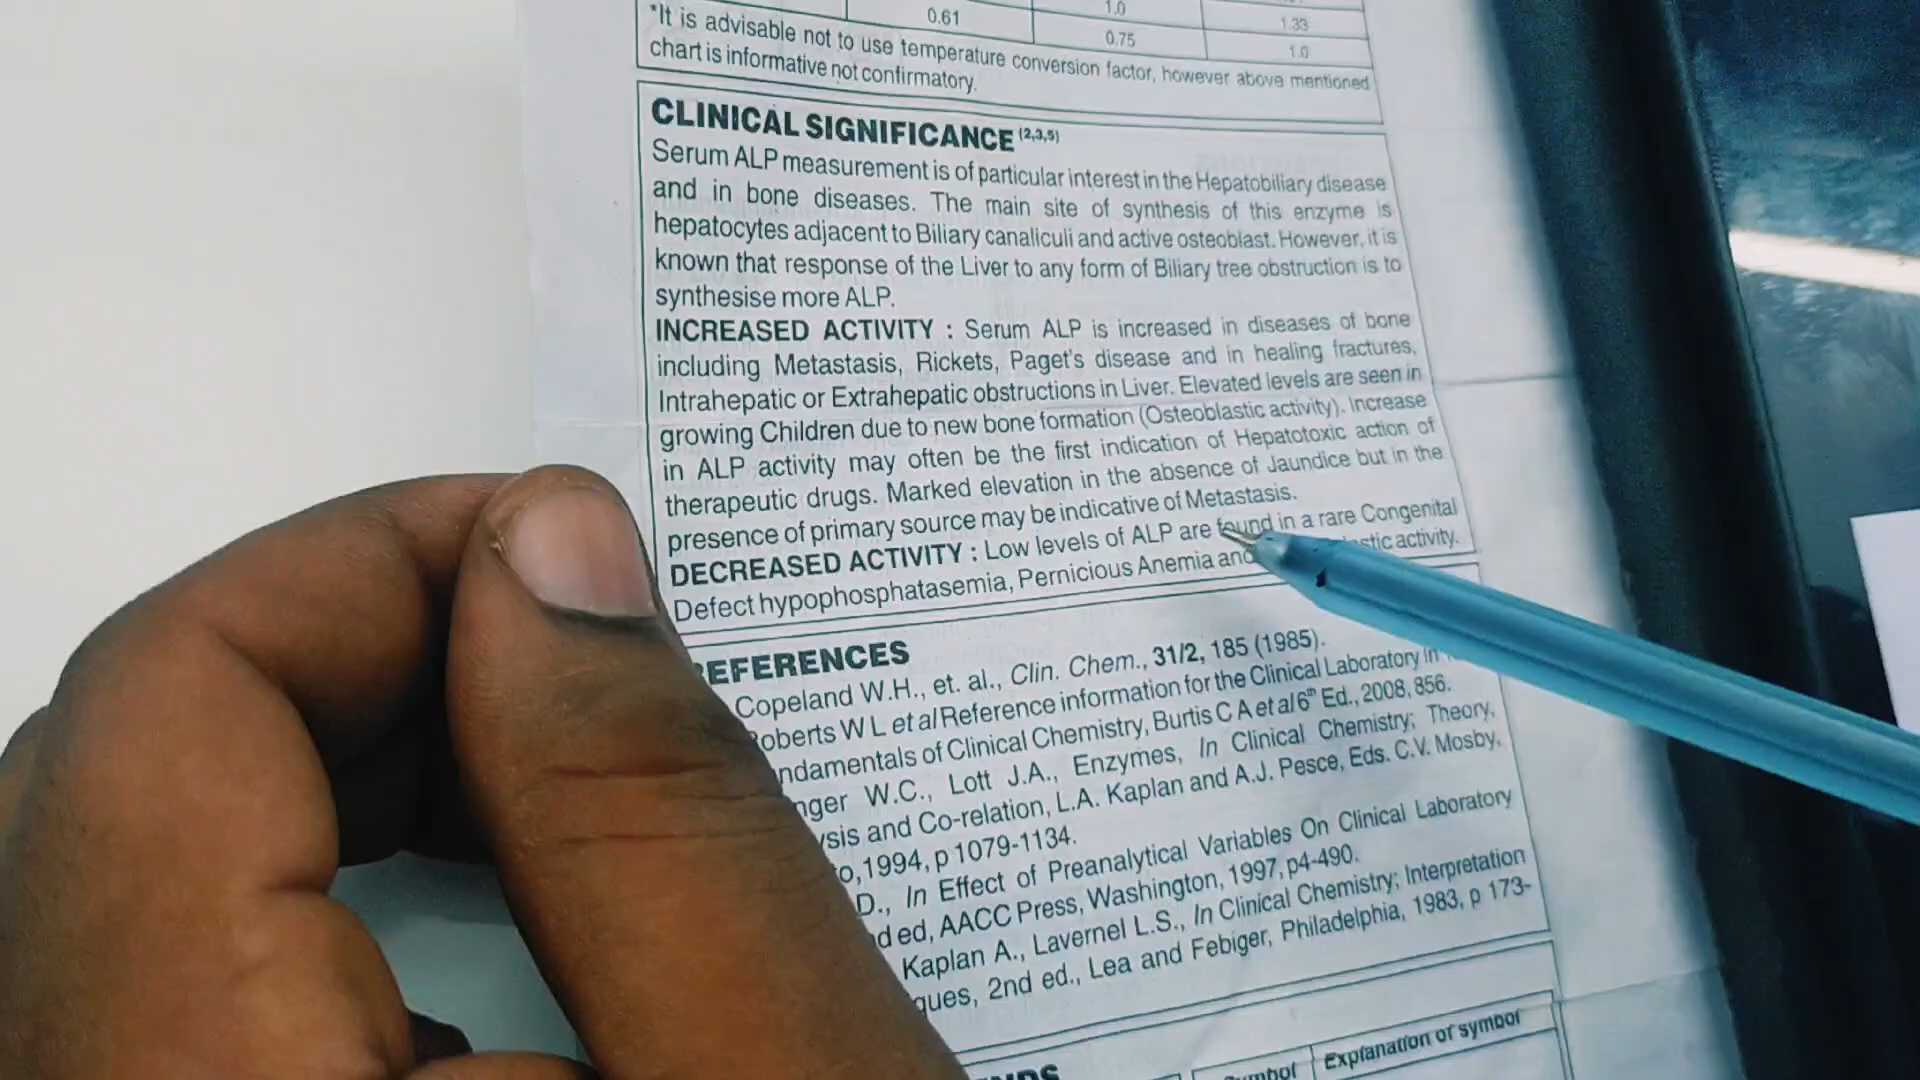 0.61 1.0 1.33
0.75 1.0
*It is advisable not to use temperature conversion factor, however above mentioned
chart is informative not confirmatory.
CLINICAL SIGNIFICANCE (2,3,5)
Serum ALP measurement is of particular interest in the Hepatobiliary disease
and in bone diseases. The main site of synthesis of this enzyme is
hepatocytes adjacent to Biliary canaliculi and active osteoblast. However, it is
known that response of the Liver to any form of Biliary tree obstruction is to
synthesise more ALP.
INCREASED ACTIVITY : Serum ALP is increased in diseases of bone
including Metastasis, Rickets, Paget's disease and in healing fractures,
Intrahepatic or Extrahepatic obstructions in Liver. Elevated levels are seen in
growing Children due to new bone formation (Osteoblastic activity). Increase
in ALP activity may often be the first indication of Hepatotoxic action of
therapeutic drugs. Marked elevation in the absence of Jaundice but in the
presence of primary source may be indicative of Metastasis.
DECREASED ACTIVITY : Low levels of ALP are found in a rare Congenital
Defect hypophosphatasemia, Pernicious Anemia and activity.
REFERENCES
Copeland W.H., et. al., Clin. Chem., 31/2, 185 (1985).
oberts W L et al Reference information for the Clinical Laboratory In
ndamentals of Clinical Chemistry, Burtis C A et al 6th Ed., 2008, 856.
nger W.C., Lott J.A., Enzymes, In Clinical Chemistry; Theory,
ysis and Co-relation, L.A. Kaplan and A.J. Pesce, Eds. C.V. Mosby,
o, 1994, p 1079-1134.
D., In Effect of Preanalytical Variables On Clinical Laboratory
d ed, AACC Press, Washington, 1997, p4-490.
Kaplan A., Lavernel L.S., In Clinical Chemistry; Interpretation
ques, 2nd ed., Lea and Febiger, Philadelphia, 1983, p 173-
Explanation of symbol